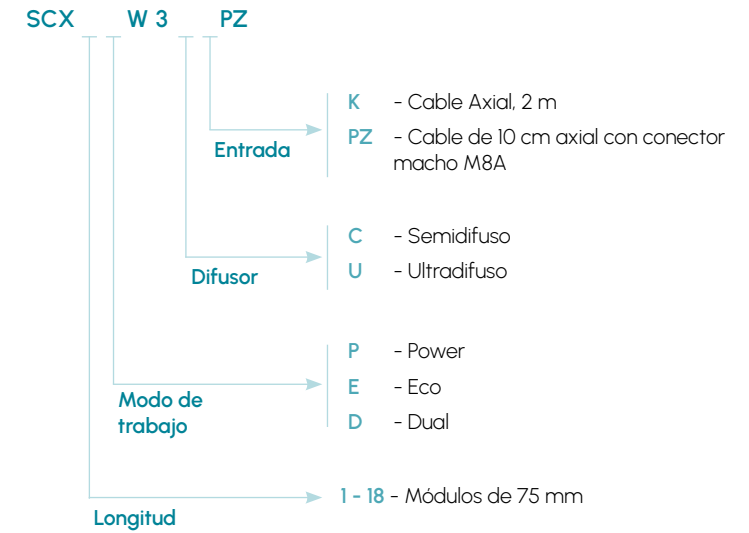 SCX W 3 PZ
K - Cable Axial, 2 m
PZ - Cable de 10 cm axial con conector
macho M8A
Entrada
C - Semidifuso
U - Ultradifuso
Difusor
P - Power
E - Eco
D - Dual
Modo de
trabajo
1 - 18 - Módulos de 75 mm
Longitud